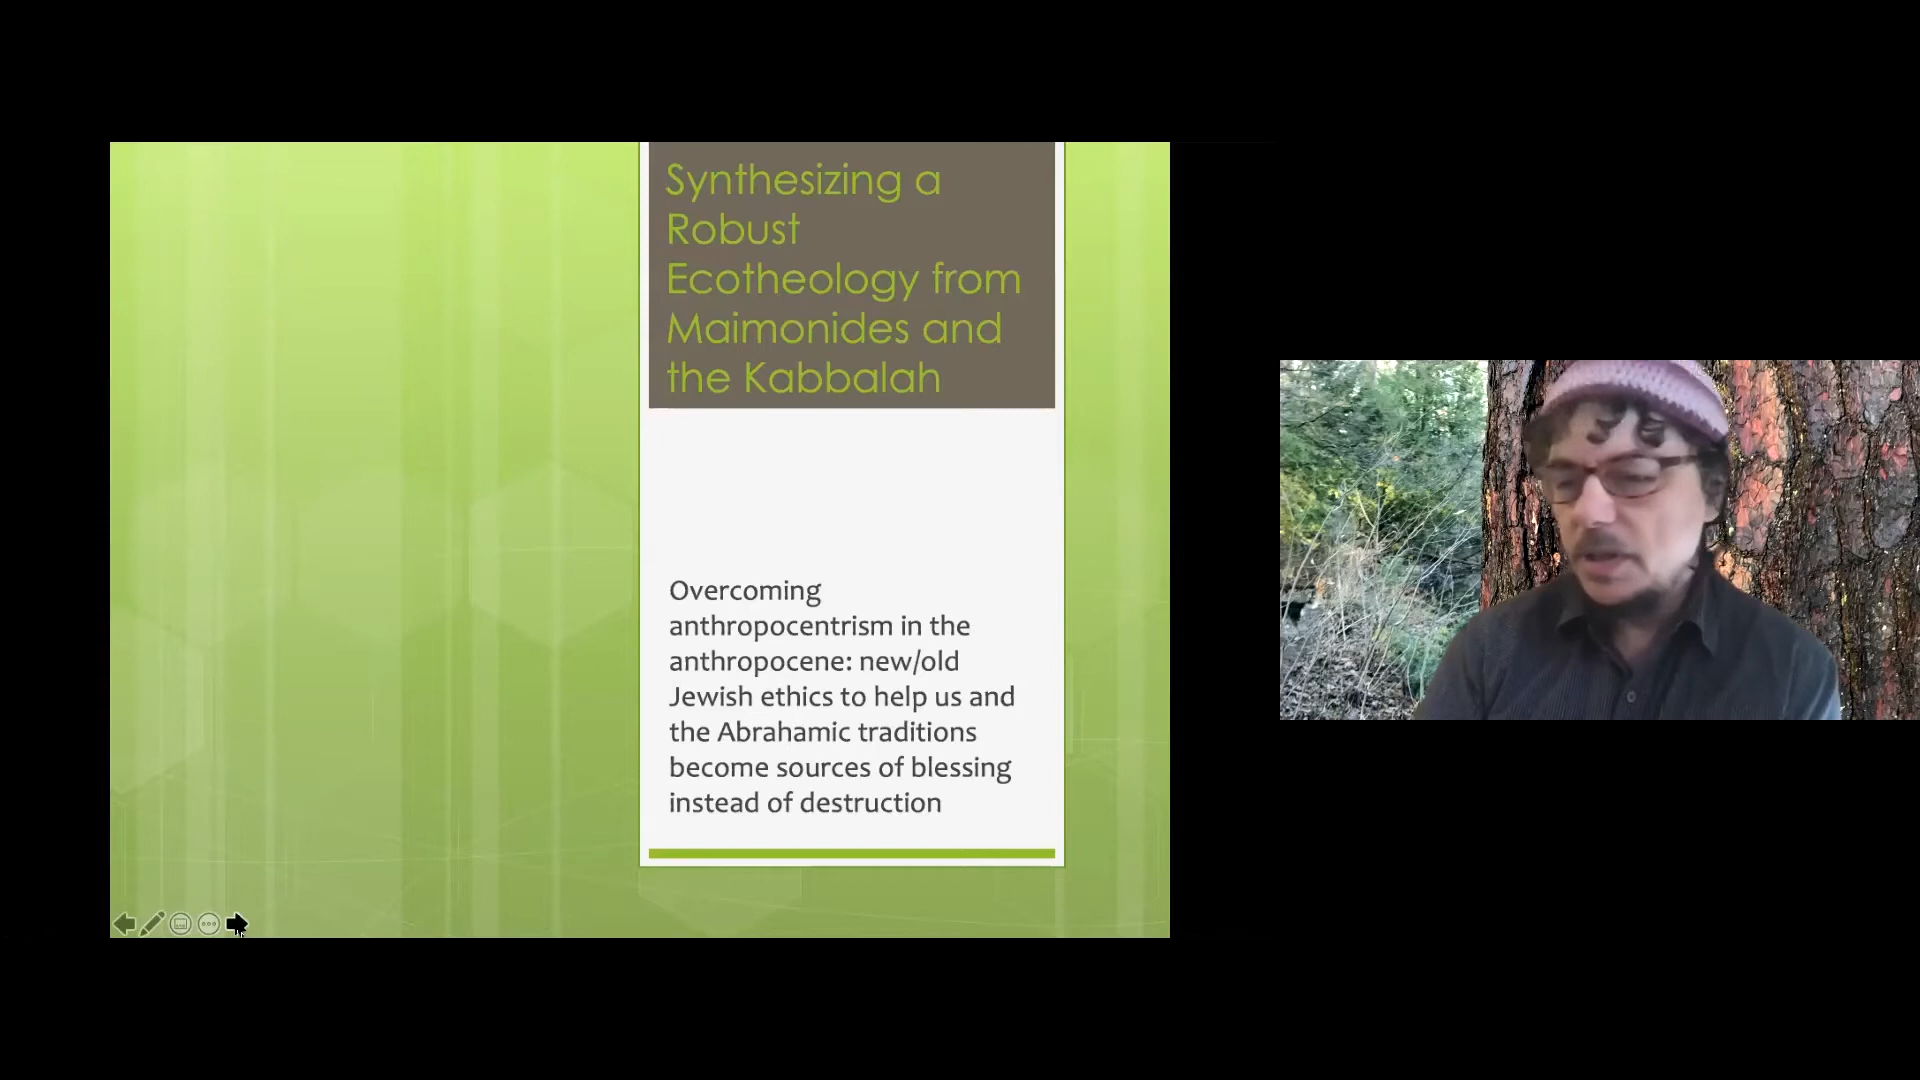 Synthesizing a
Robust
Ecotheology from
Maimonides and
the Kabbalah
Overcoming
anthropocentrism in the
anthropocene: new/old
Jewish ethics to help us and
the Abrahamic traditions
become sources of blessing
instead of destruction